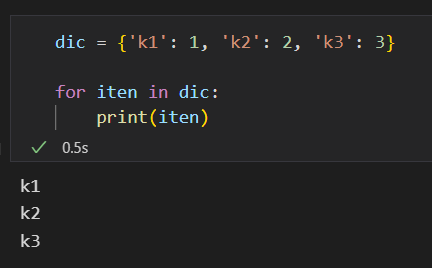 dic = {'k1': 1, 'k2': 2, 'k3': 3}
for iten in dic:
    print(iten)
0.5s
k1
k2
k3